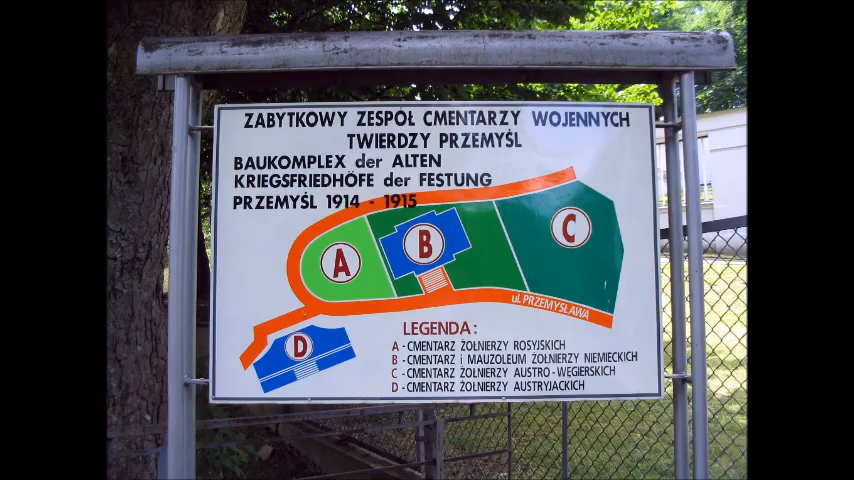 ZABYTKOWY ZESPÓŁ CMENTARZY WOJENNYCH
TWIERDZY PRZEMYŚL
BAUKOMPLEX der ALTEN
KRIEGSFRIEDHÖFE der FESTUNG
PRZEMYŚL 1914 - 1915
A
B
C
ul. PRZEMYSŁAWA
D
LEGENDA:
A - CMENTARZ ŻOŁNIERZY ROSYJSKICH
B - CMENTARZ i MAUZOLEUM ŻOŁNIERZY NIEMIECKICH
C - CMENTARZ ŻOŁNIERZY AUSTRO - WĘGIERSKICH
D - CMENTARZ ŻOŁNIERZY AUSTRYJACKICH